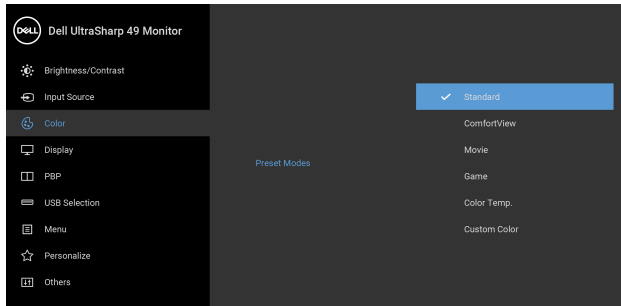 DELL Dell UltraSharp 49 Monitor
Brightness/Contrast
Input Source
Color
Display
PBP
USB Selection
Menu
Personalize
Others
Preset Modes
Standard
ComfortView
Movie
Game
Color Temp.
Custom Color